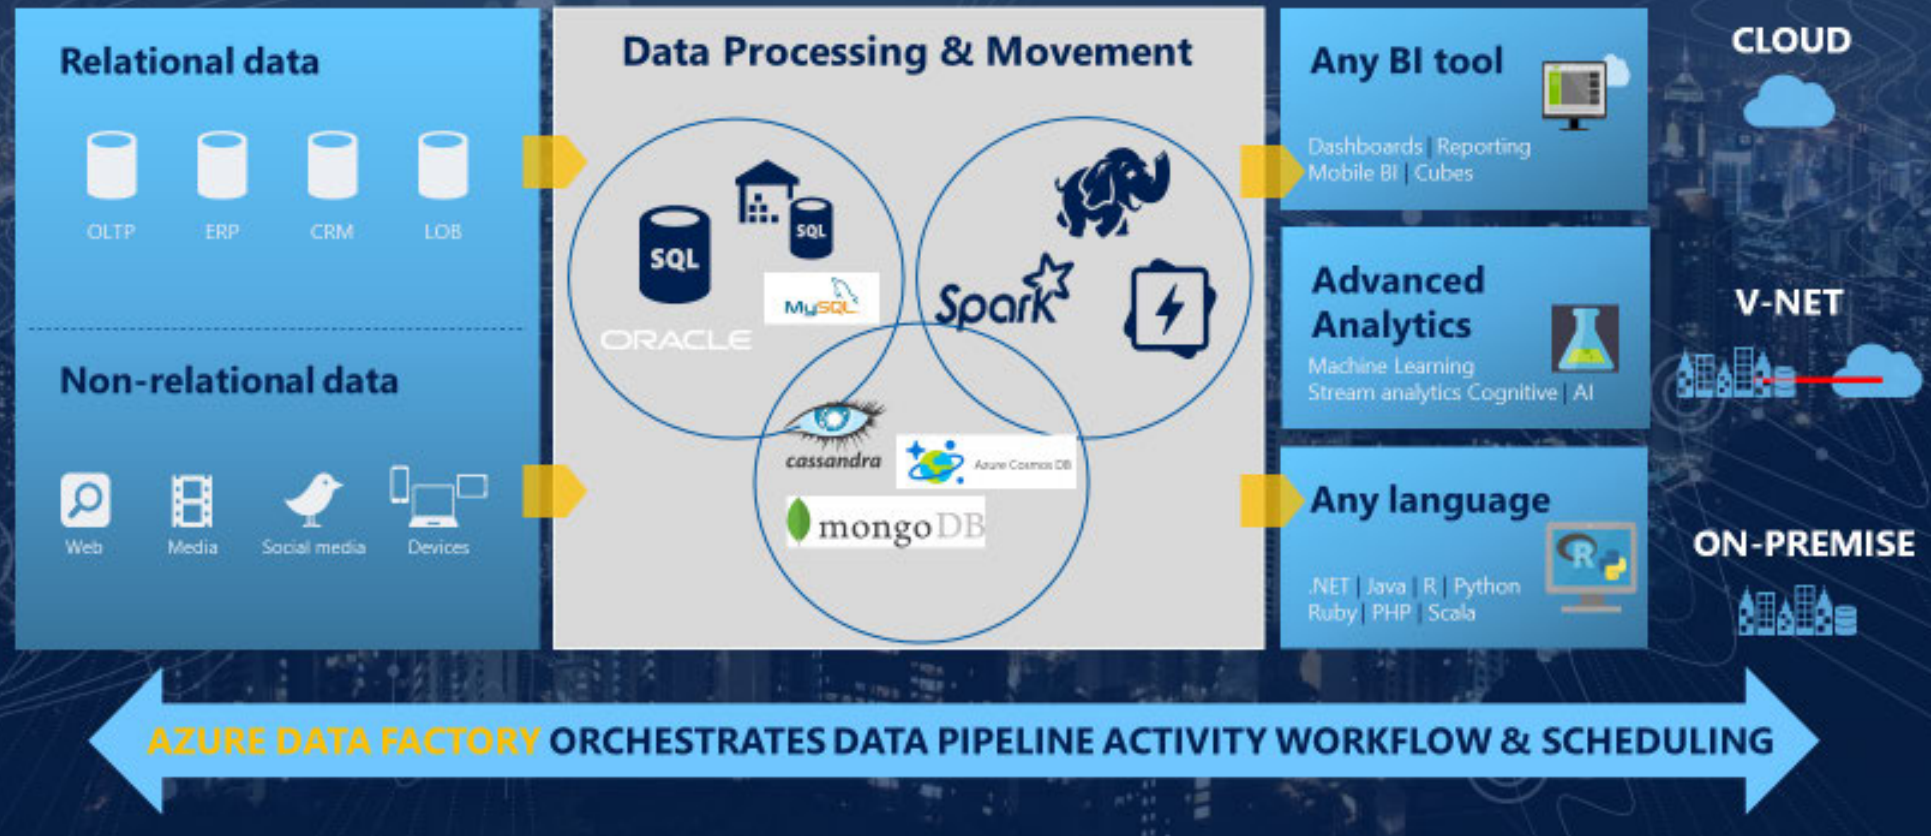 Relational data
OLTP
ERP
CRM
LOB
Non-relational data
Web
Media
Social media
Devices
Data Processing & Movement
SQL
SQL
MySQL
ORACLE
Spark
cassandra
Azure Cosmos DB
mongoDB
Any BI tool
Dashboards | Reporting
Mobile BI | Cubes
Advanced
Analytics
Machine Learning
Stream analytics Cognitive | AI
Any language
R
.NET | Java | R | Python
Ruby | PHP | Scala
CLOUD
V-NET
ON-PREMISE
AZURE DATA FACTORY ORCHESTRATES DATA PIPELINE ACTIVITY WORKFLOW & SCHEDULING